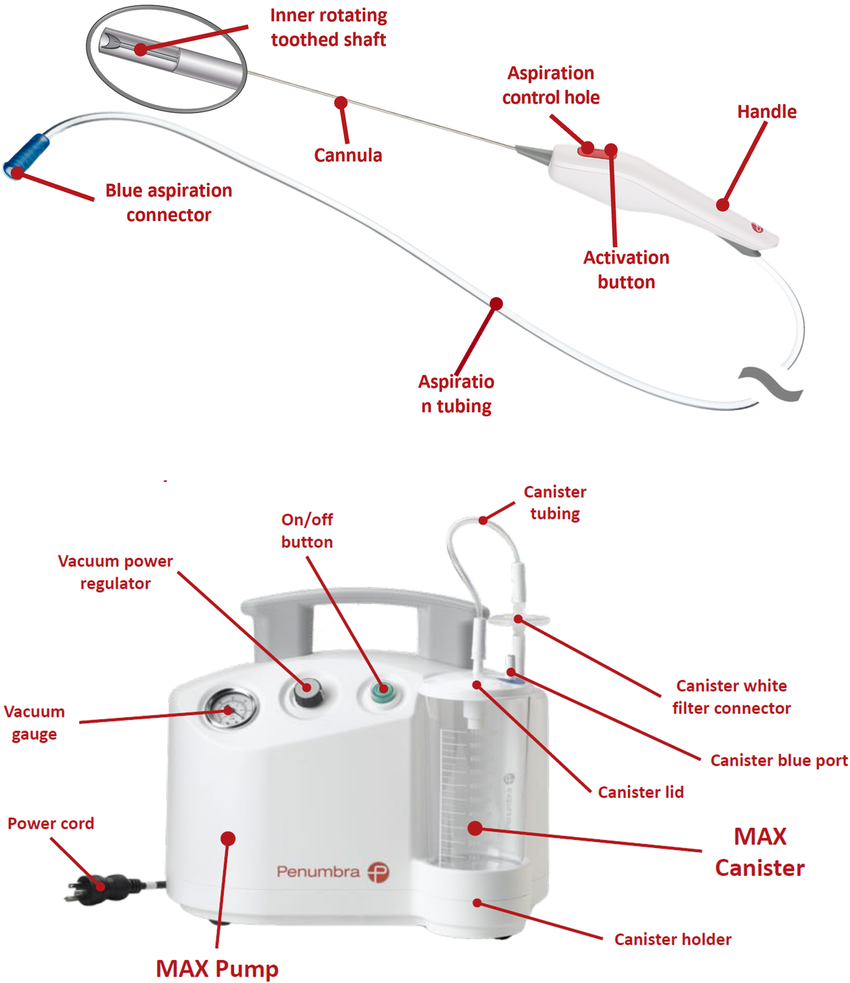 Inner rotating
toothed shaft
Aspiration
control hole
Handle
Cannula
Blue aspiration
connector
Activation
button
Aspiratio
n tubing
Canister
tubing
On/off
button
Vacuum power
regulator
Canister white
filter connector
Vacuum
gauge
Canister blue port
Canister lid
Power cord
MAX
Canister
Penumbra
Penumbra
Canister holder
MAX Pump